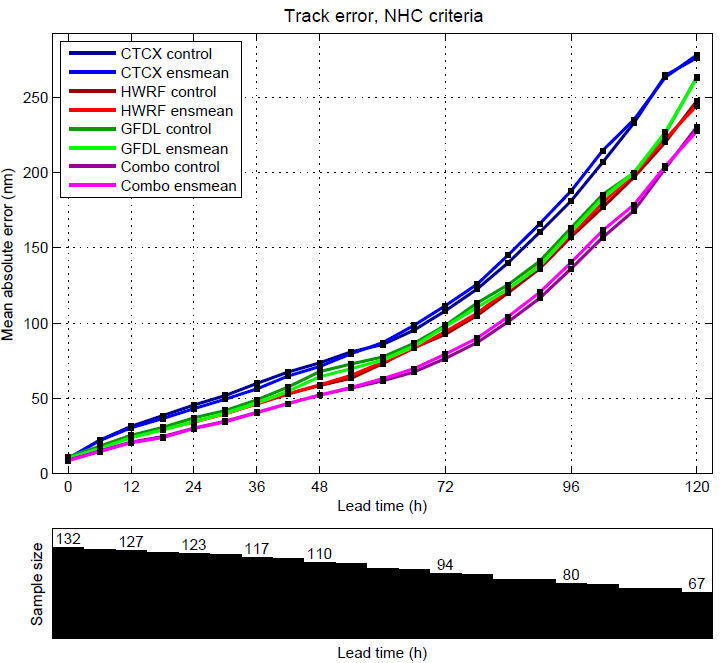 Track error, NHC criteria
CTCX control
CTCX ensmean
HWRF control
HWRF ensmean
GFDL control
GFDL ensmean
Combo control
Combo ensmean
Mean absolute error (nm)
250
200
150
100
50
0
0 12 24 36 48 72 96 120
Lead time (h)
Sample size
132 127 123 117 110 94 80 67
Lead time (h)